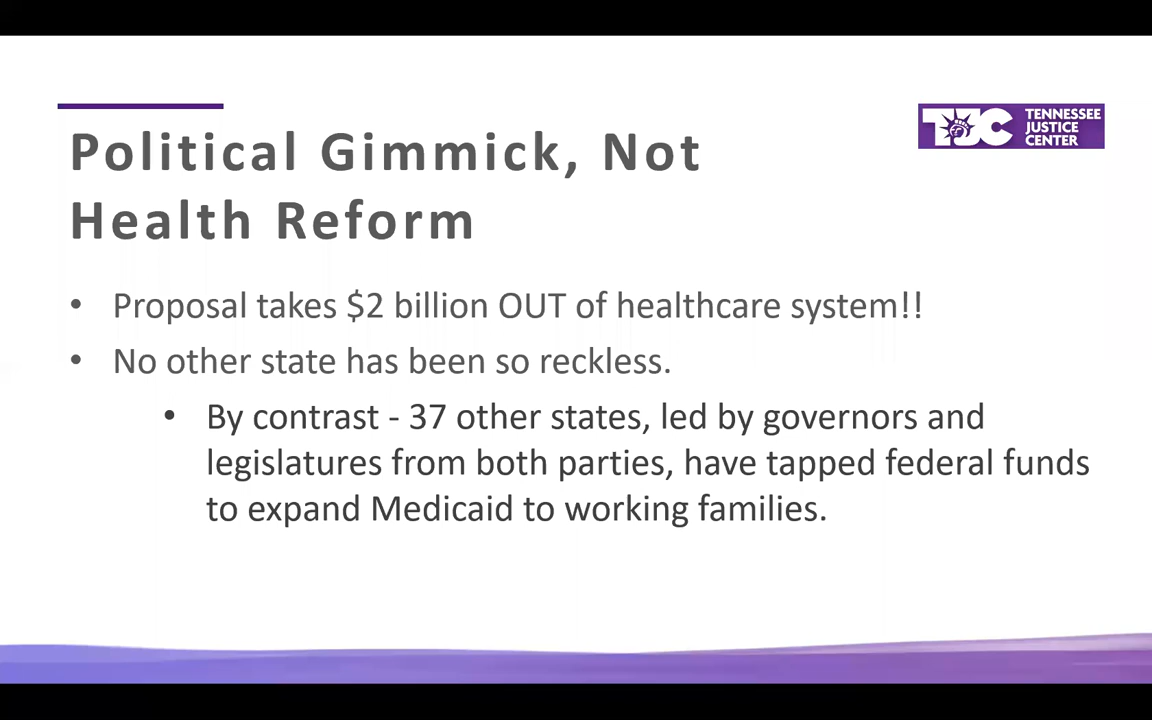 Political Gimmick, Not
Health Reform
TJC
TENNESSEE
JUSTICE
CENTER
• Proposal takes $2 billion OUT of healthcare system!!
• No other state has been so reckless.
• By contrast - 37 other states, led by governors and
legislatures from both parties, have tapped federal funds
to expand Medicaid to working families.